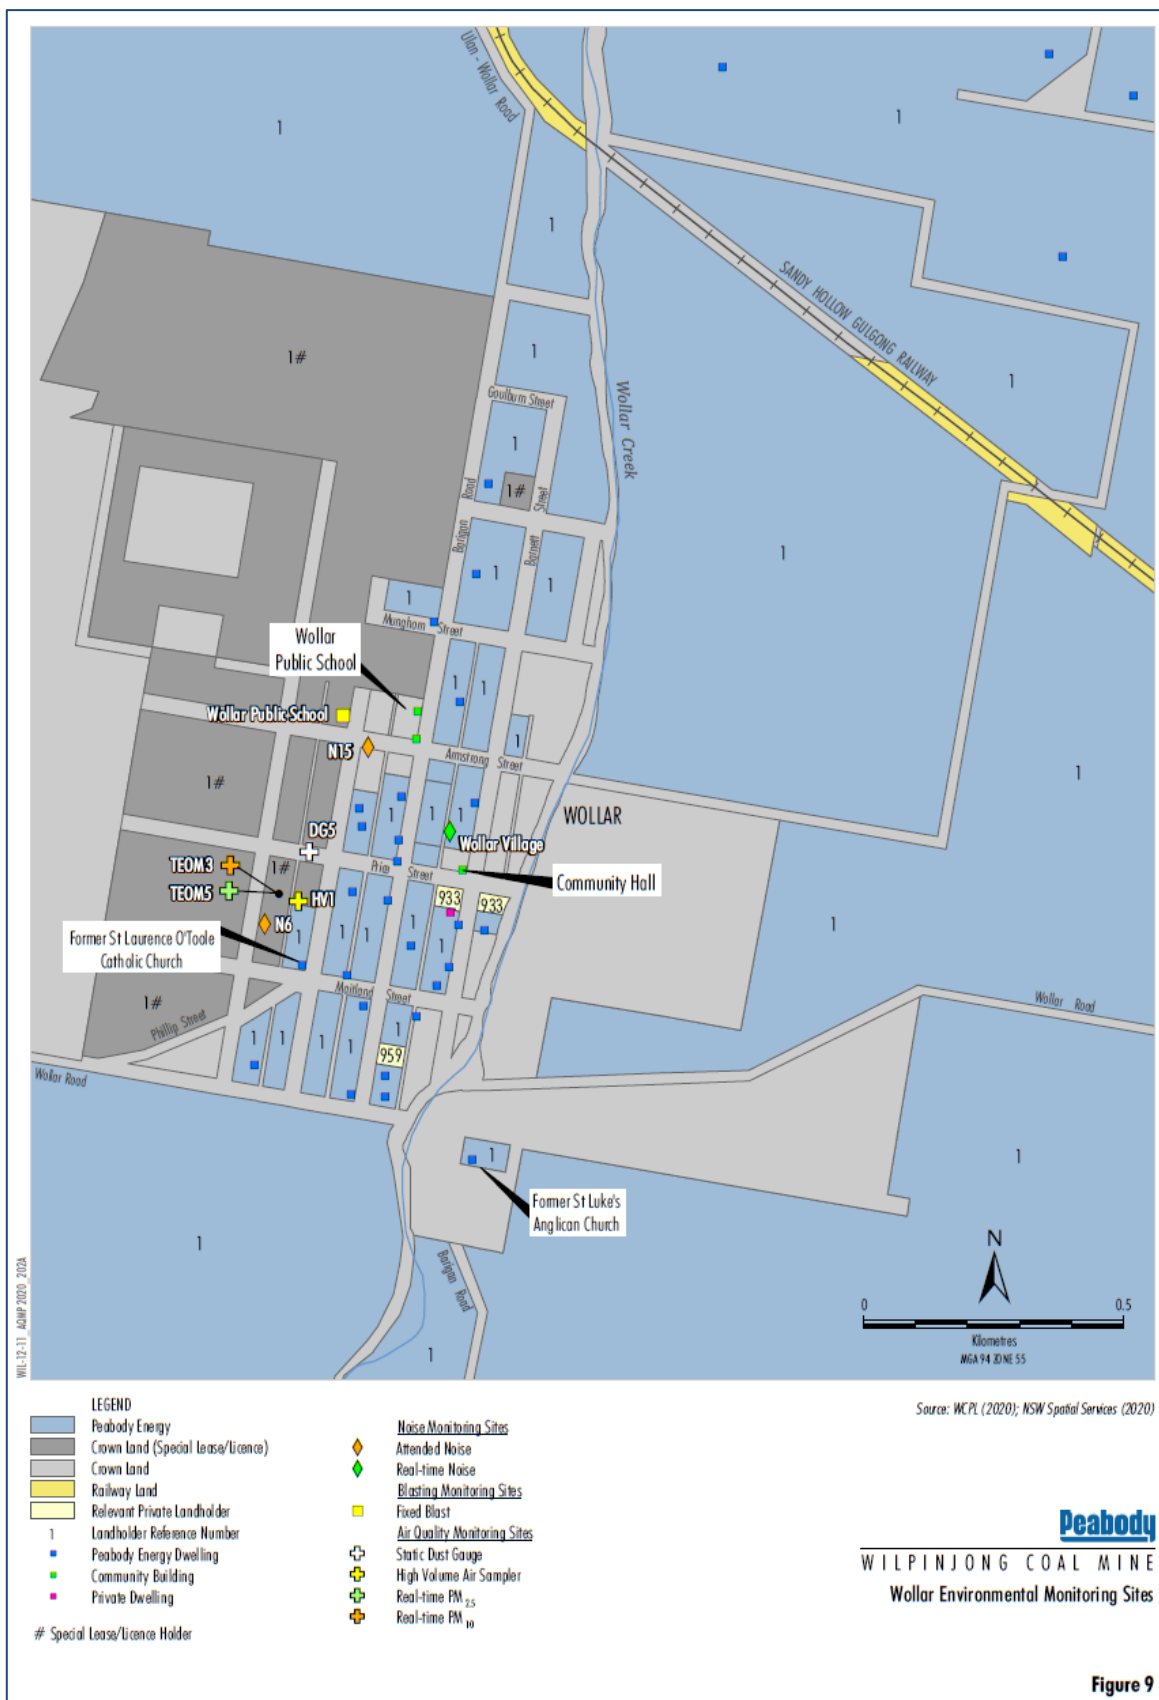 Ulan - Wollar Road
1
1
1
SANDY HOLLOW GULGONG RAILWAY
1#
1
1
Goulburn Street
Wollar Creek
1
1#
Barigan Road
Barnett Street
1
1
1
1
Munghorn Street
Wollar
Public School
1
1
Wollar Public School
N15
1
Armstrong Street
1#
1
1
1
1
1
WOLLAR
DG5
Wollar Village
TEOM3
1#
Price Street
Community Hall
TEOM5
HV1
933
933
N6
Former St Laurence O'Toole
Catholic Church
1
1
1
1
1
1
1#
Maitland Street
Phillip Street
Wollar Road
1
1
1
1
1
959
Wollar Road
1
1
Former St Luke's
Anglican Church
1
Barigan Road
1
N
0 0.5
Kilometres
MGA 94 ZONE 55
WIL-12-11_AQMP 2020_202A
LEGEND
Peabody Energy
Crown Land (Special Lease/Licence)
Crown Land
Railway Land
Relevant Private Landholder
1 Landholder Reference Number
Peabody Energy Dwelling
Community Building
Private Dwelling
# Special Lease/Licence Holder
Noise Monitoring Sites
Attended Noise
Real-time Noise
Blasting Monitoring Sites
Fixed Blast
Air Quality Monitoring Sites
Static Dust Gauge
High Volume Air Sampler
Real-time PM 2.5
Real-time PM 10
Source: WCPL (2020); NSW Spatial Services (2020)
Peabody
WILPINJONG COAL MINE
Wollar Environmental Monitoring Sites
Figure 9